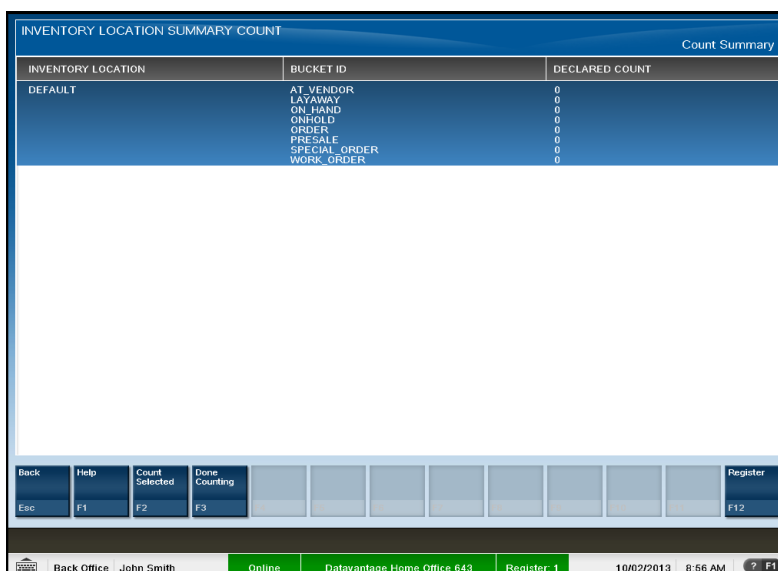 INVENTORY LOCATION SUMMARY COUNT
Count Summary
INVENTORY LOCATION BUCKET ID DECLARED COUNT
DEFAULT AT_VENDOR 0
LAYAWAY 0
ON_HAND 0
ONHOLD 0
ORDER 0
PRESALE 0
SPECIAL_ORDER 0
WORK_ORDER 0
Back Help Count Selected Done Counting Register
Esc F1 F2 F3 F12
Back Office John Smith Online Datavantage Home Office 643 Register: 1 10/02/2013 8:56 AM ? F1